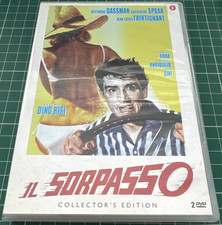 VITTORIO GASSMAN CATHERINE SPAAK
JEAN-LOUIS TRINTIGNANT
DINO RISI
IL SORPASSO
COLLECTOR'S EDITION
2 DVD